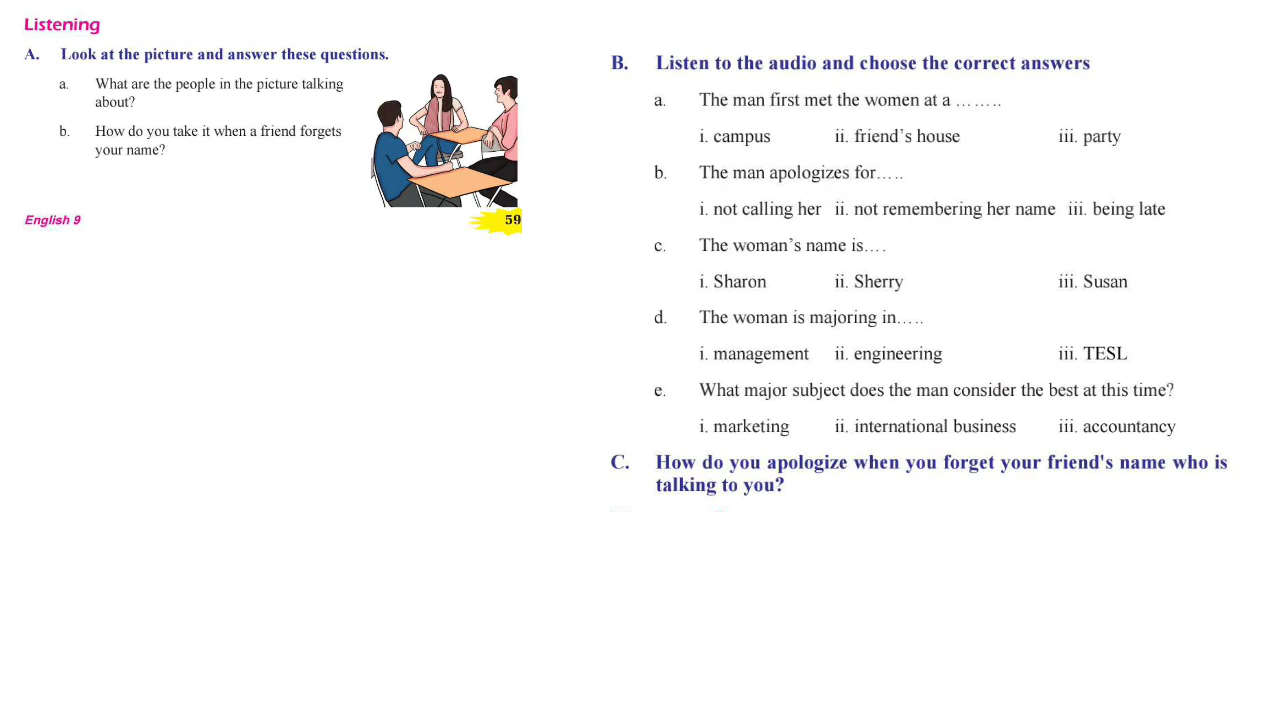 Listening
A. Look at the picture and answer these questions.
a. What are the people in the picture talking
about?
b. How do you take it when a friend forgets
your name?
English 9
59
B. Listen to the audio and choose the correct answers
a. The man first met the women at a ……..
i. campus ii. friend’s house iii. party
b. The man apologizes for…..
i. not calling her ii. not remembering her name iii. being late
c. The woman’s name is….
i. Sharon ii. Sherry iii. Susan
d. The woman is majoring in…..
i. management ii. engineering iii. TESL
e. What major subject does the man consider the best at this time?
i. marketing ii. international business iii. accountancy
C. How do you apologize when you forget your friend's name who is
talking to you?